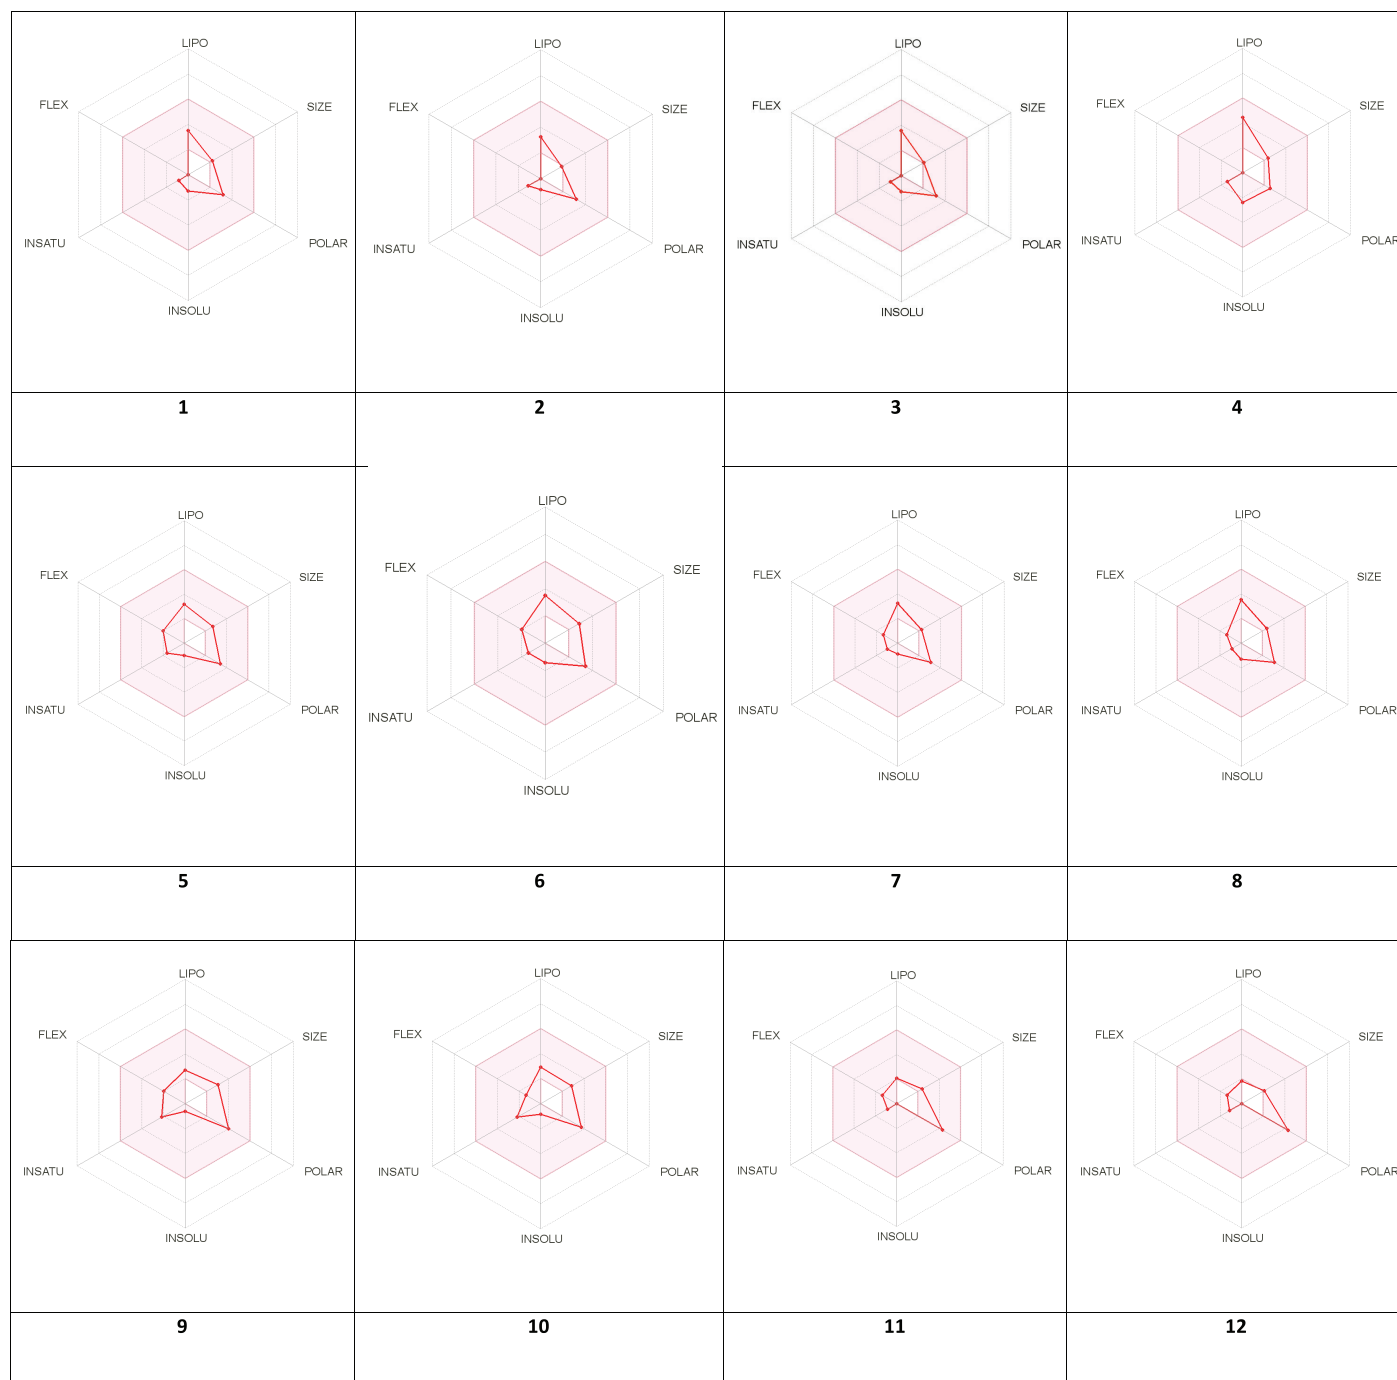 LIPO LIPO LIPO LIPO
FLEX SIZE FLEX SIZE FLEX SIZE FLEX SIZE
INSATU POLAR INSATU POLAR INSATU POLAR INSATU POLAR
INSOLU INSOLU INSOLU INSOLU
1 2 3 4
LIPO LIPO LIPO LIPO
FLEX SIZE FLEX SIZE FLEX SIZE FLEX SIZE
INSATU POLAR INSATU POLAR INSATU POLAR INSATU POLAR
INSOLU INSOLU INSOLU INSOLU
5 6 7 8
LIPO LIPO LIPO LIPO
FLEX SIZE FLEX SIZE FLEX SIZE FLEX SIZE
INSATU POLAR INSATU POLAR INSATU POLAR INSATU POLAR
INSOLU INSOLU INSOLU INSOLU
9 10 11 12